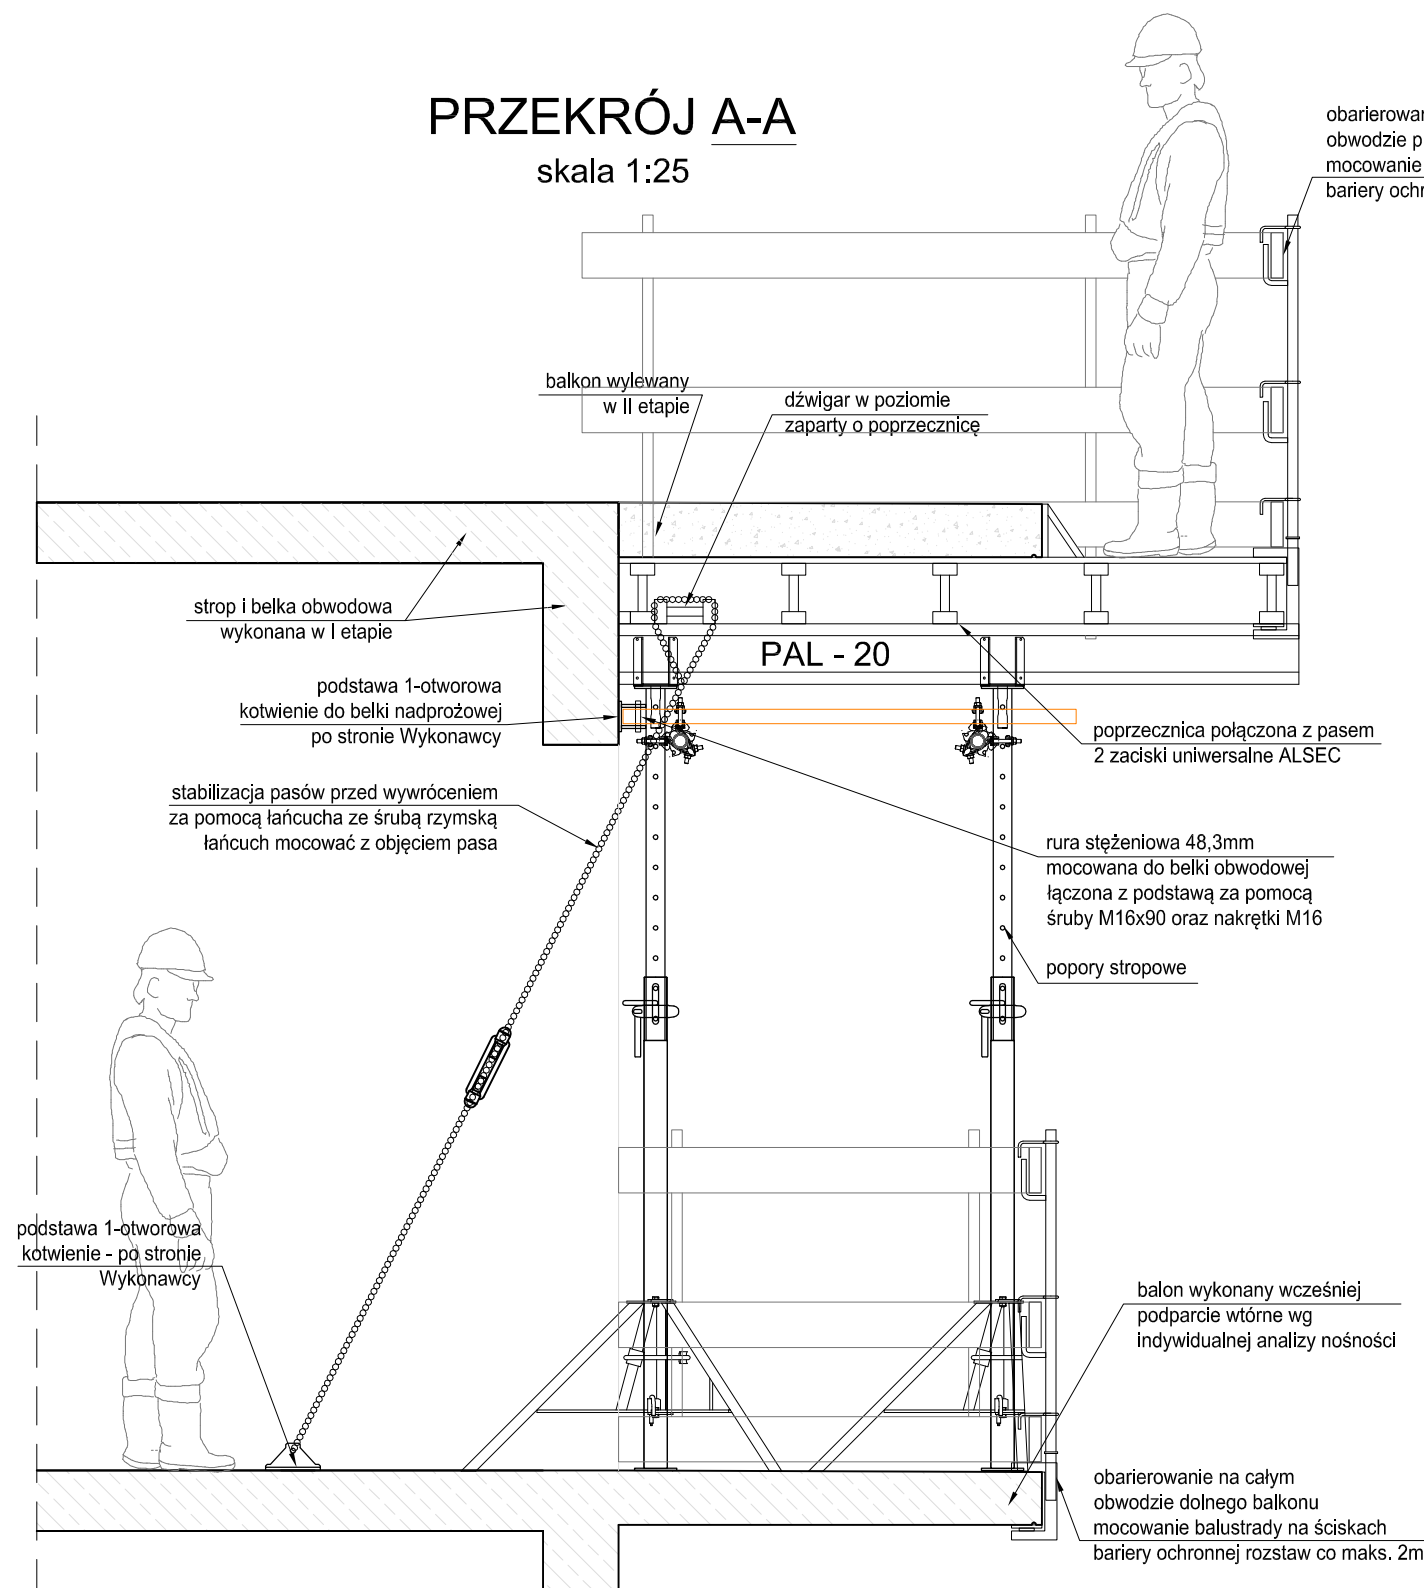 PRZEKRÓJ A-A
skala 1:25
obwodzie p
mocowanie
bariery
balkon wylewany
w II etapie
dźwigar w poziomie
zaparty o poprzecznicę
strop i belka obwodowa
wykonana w I etapie
PAL - 20
podstawa 1-otworowa
kotwienie do belki nadprożowej
po stronie Wykonawcy
poprzecznica połączona z pasem
2 zaciski uniwersalne ALSEC
stabilizacja pasów przed wywróceniem
za pomocą łańcucha ze śrubą rzymską
łańcuch mocować z objęciem pasa
rura stężeniowa 48,3mm
mocowana do belki obwodowej
łączona z podstawą za pomocą
śruby M16x90 oraz nakrętki M16
popory stropowe
podstawa 1-otworowa
kotwienie - po stronie
Wykonawcy
balon wykonany wcześniej
podparcie wtórne wg
indywidualnej analizy nośności
obarierowanie na całym
obwodzie dolnego balkonu
mocowanie balustrady na ściskach
bariery ochronnej rozstaw co maks. 2m